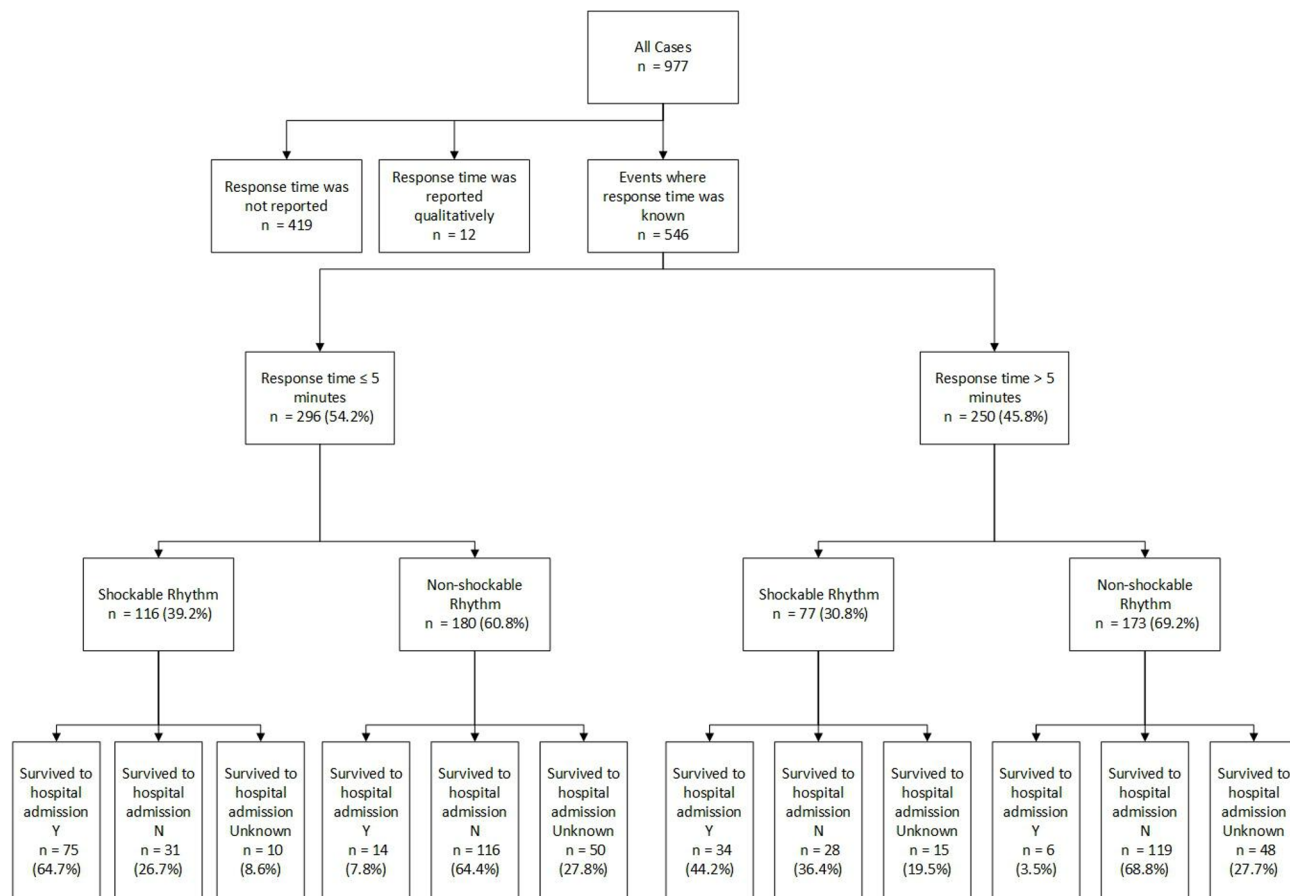 All Cases
n = 977
Response time was
not reported
n = 419
Response time was
reported
qualitatively
n = 12
Events where
response time was
known
n = 546
Response time ≤ 5
minutes
n = 296 (54.2%)
Response time > 5
minutes
n = 250 (45.8%)
Shockable Rhythm
n = 116 (39.2%)
Non-shockable
Rhythm
n = 180 (60.8%)
Shockable Rhythm
n = 77 (30.8%)
Non-shockable
Rhythm
n = 173 (69.2%)
Survived to
hospital
admission
Y
n = 75
(64.7%)
Survived to
hospital
admission
N
n = 31
(26.7%)
Survived to
hospital
admission
Unknown
n = 10
(8.6%)
Survived to
hospital
admission
Y
n = 14
(7.8%)
Survived to
hospital
admission
N
n = 116
(64.4%)
Survived to
hospital
admission
Unknown
n = 50
(27.8%)
Survived to
hospital
admission
Y
n = 34
(44.2%)
Survived to
hospital
admission
N
n = 28
(36.4%)
Survived to
hospital
admission
Unknown
n = 15
(19.5%)
Survived to
hospital
admission
Y
n = 6
(3.5%)
Survived to
hospital
admission
N
n = 119
(68.8%)
Survived to
hospital
admission
Unknown
n = 48
(27.7%)